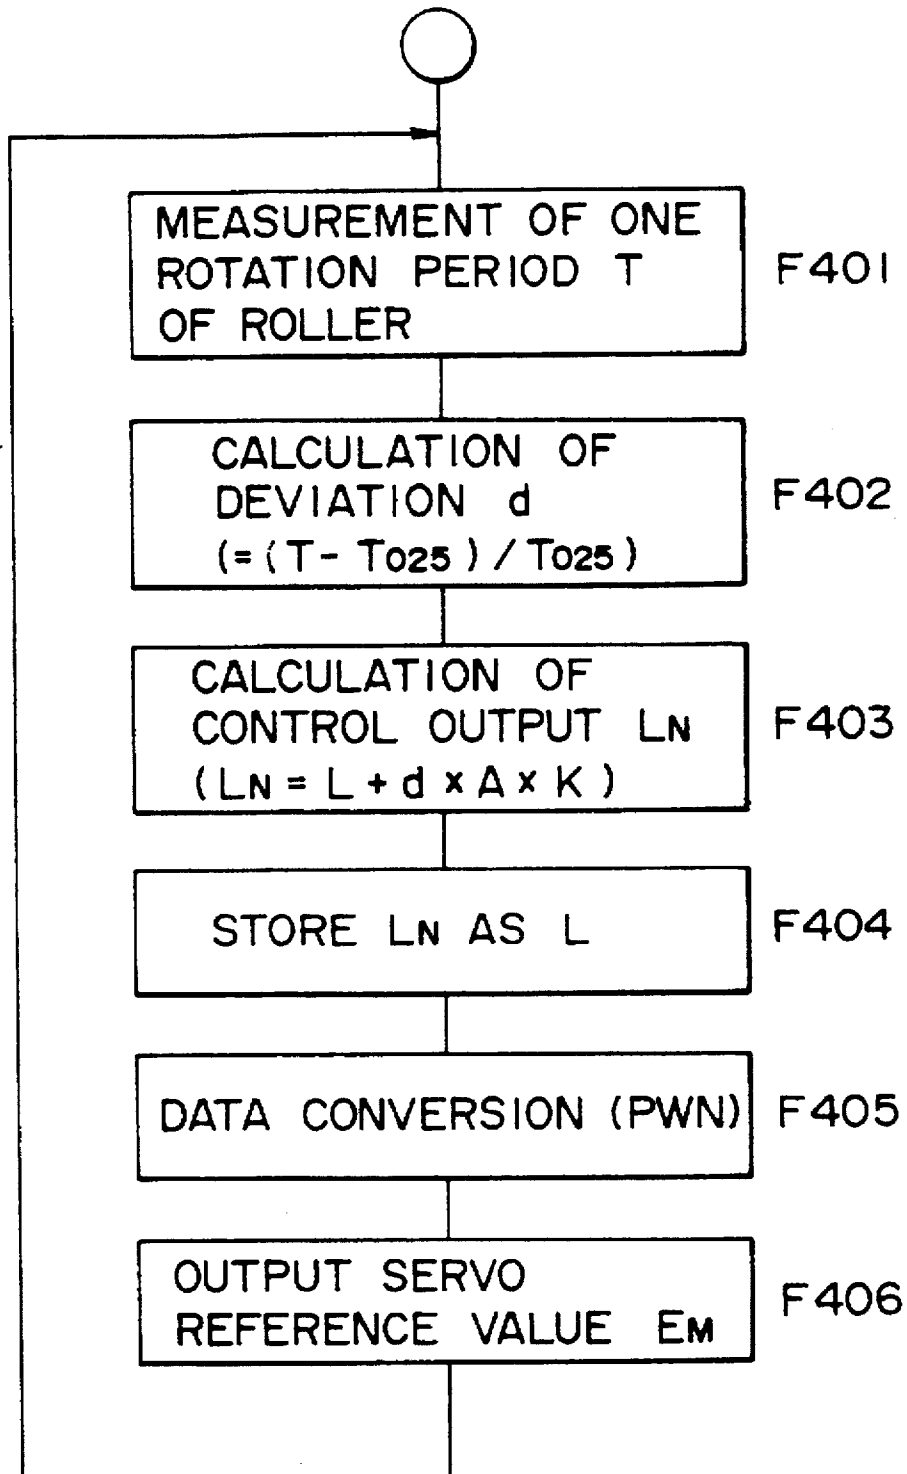 MEASUREMENT OF ONE
ROTATION PERIOD T
OF ROLLER
F401
CALCULATION OF
DEVIATION d
(=(T- T025)/T025)
F402
CALCULATION OF
CONTROL OUTPUT LN
(LN = L + d × A × K)
F403
STORE LN AS L
F404
DATA CONVERSION (PWN)
F405
OUTPUT SERVO
REFERENCE VALUE EM
F406